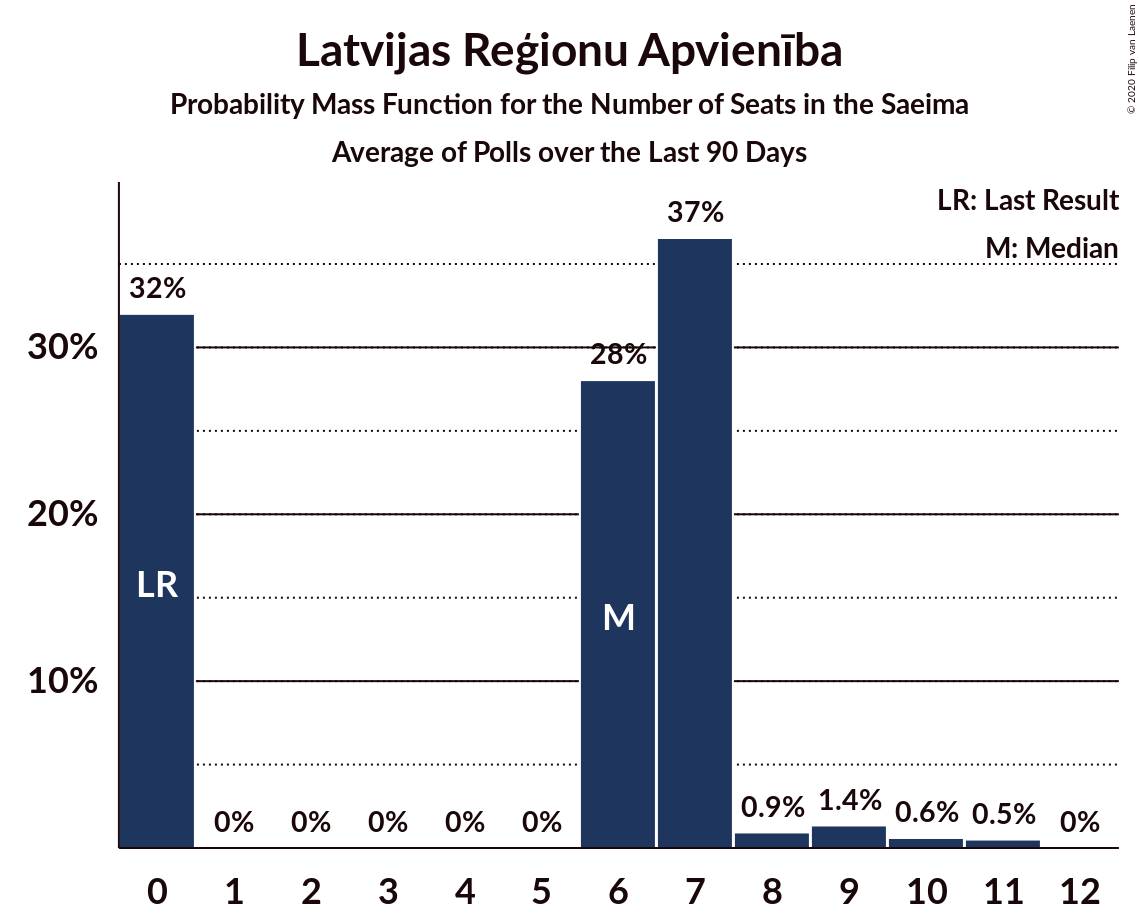 Latvijas Reģionu Apvienība
Probability Mass Function for the Number of Seats in the Saeima
Average of Polls over the Last 90 Days
© 2020 Filip van Laenen
LR: Last Result
M: Median
37%
32%
30%
28%
20%
LR
M
10%
0% 0% 0% 0% 0% 0.9% 1.4% 0.6% 0.5% 0%
0 1 2 3 4 5 6 7 8 9 10 11 12